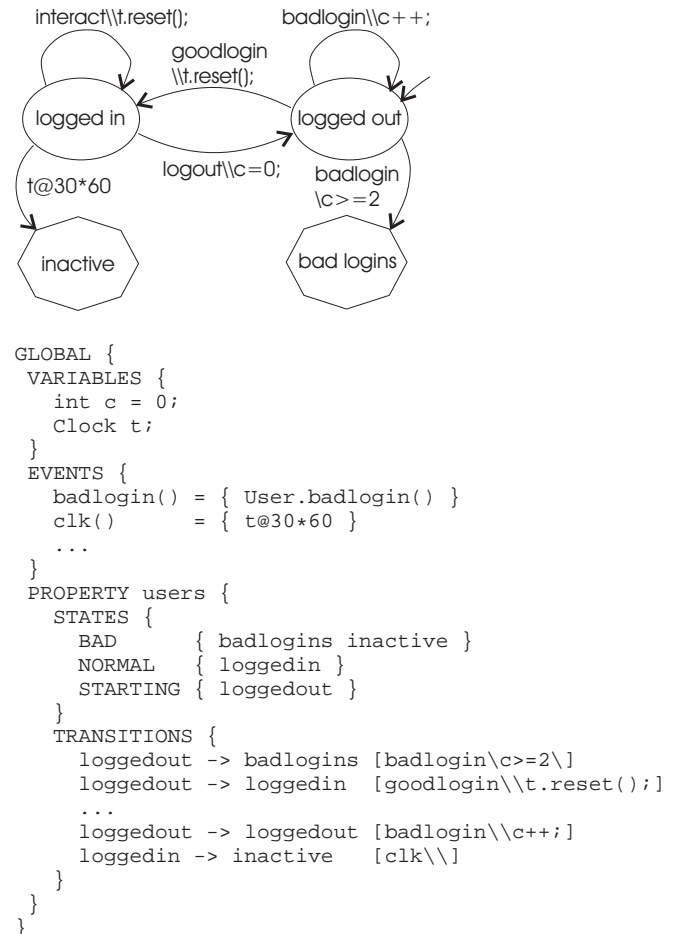 interact\\t.reset();
badlogin\\c++;
goodlogin
\\t.reset();
logged in
logged out
t@30*60
logout\\c=0;
badlogin
\c>=2
inactive
bad logins
GLOBAL {
VARIABLES {
int c = 0;
Clock t;
}
EVENTS {
badlogin() = { User.badlogin() }
clk() = { t@30*60 }
...
}
PROPERTY users {
STATES {
BAD { badlogins inactive }
NORMAL { loggedin }
STARTING { loggedout }
}
TRANSITIONS {
loggedout -> badlogins [badlogin\c>=2\]
loggedout -> loggedin [goodlogin\\t.reset();]
...
loggedout -> loggedout [badlogin\\c++;]
loggedin -> inactive [clk\\]
}
}
}